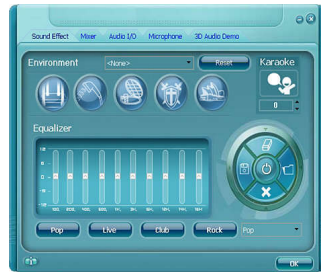 Sound Effect Mixer Audio I/O Microphone 3D Audio Demo
Environment <None> Reset Karaoke
0
Equalizer
Pop Live Club Rock Pop
OK